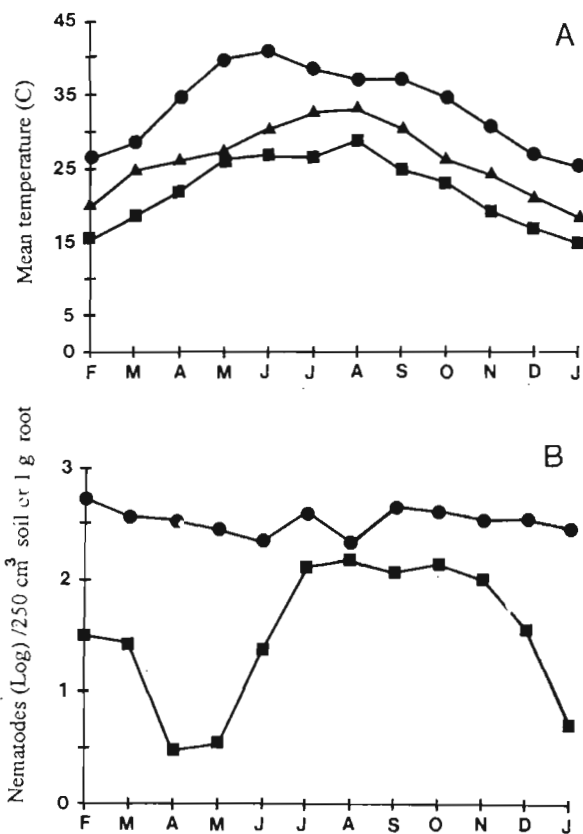 A
Mean temperature (C)
45
35
25
15
5
0
F M A M J J A S O N D J
B
Nematodes (Log) /250 cm³ soil or 1 g root
3
2
1
0
F M A M J J A S O N D J